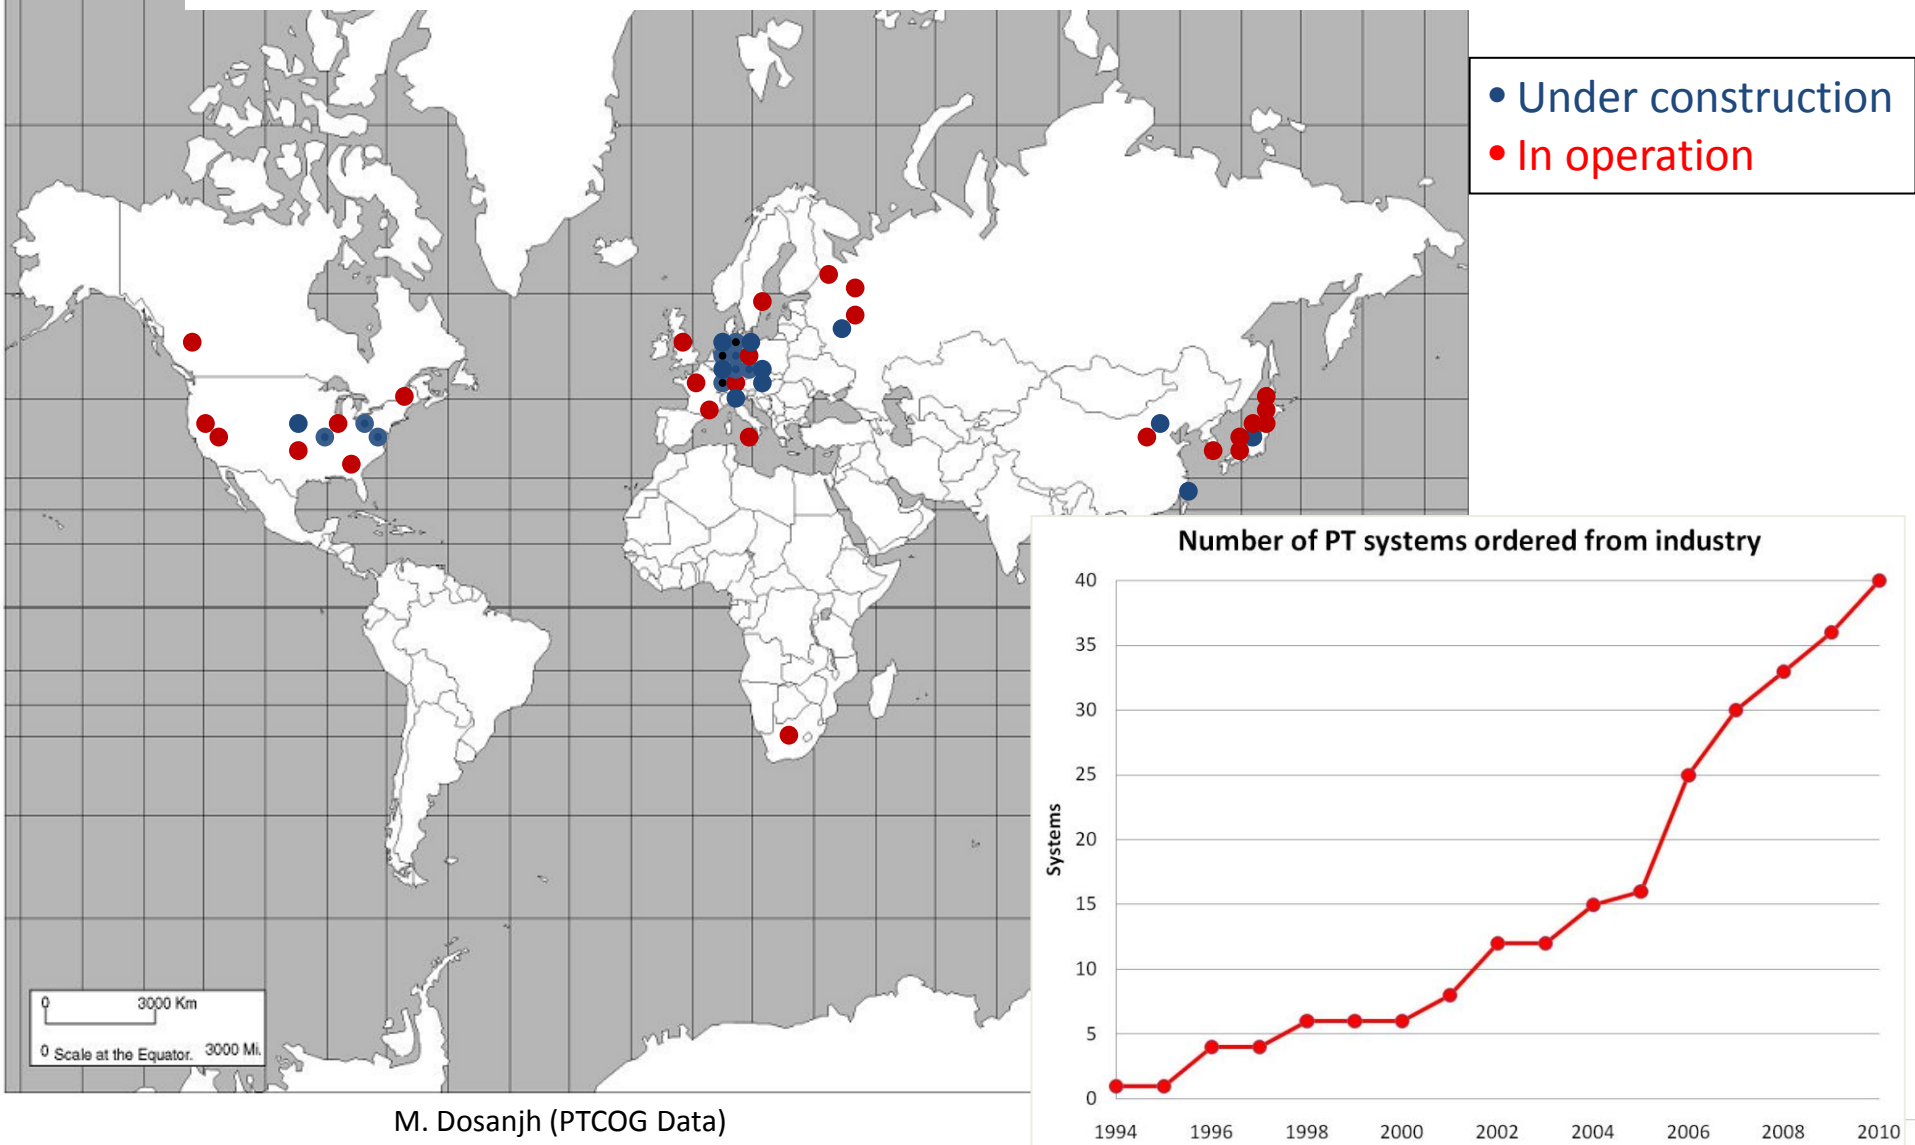 • Under construction
• In operation
Number of PT systems ordered from industry
40
35
30
25
20
15
10
5
0
Systems
1994 1996 1998 2000 2002 2004 2006 2008 2010
0 3000 Km
0 Scale at the Equator. 3000 Mi.
M. Dosanjh (PTCOG Data)